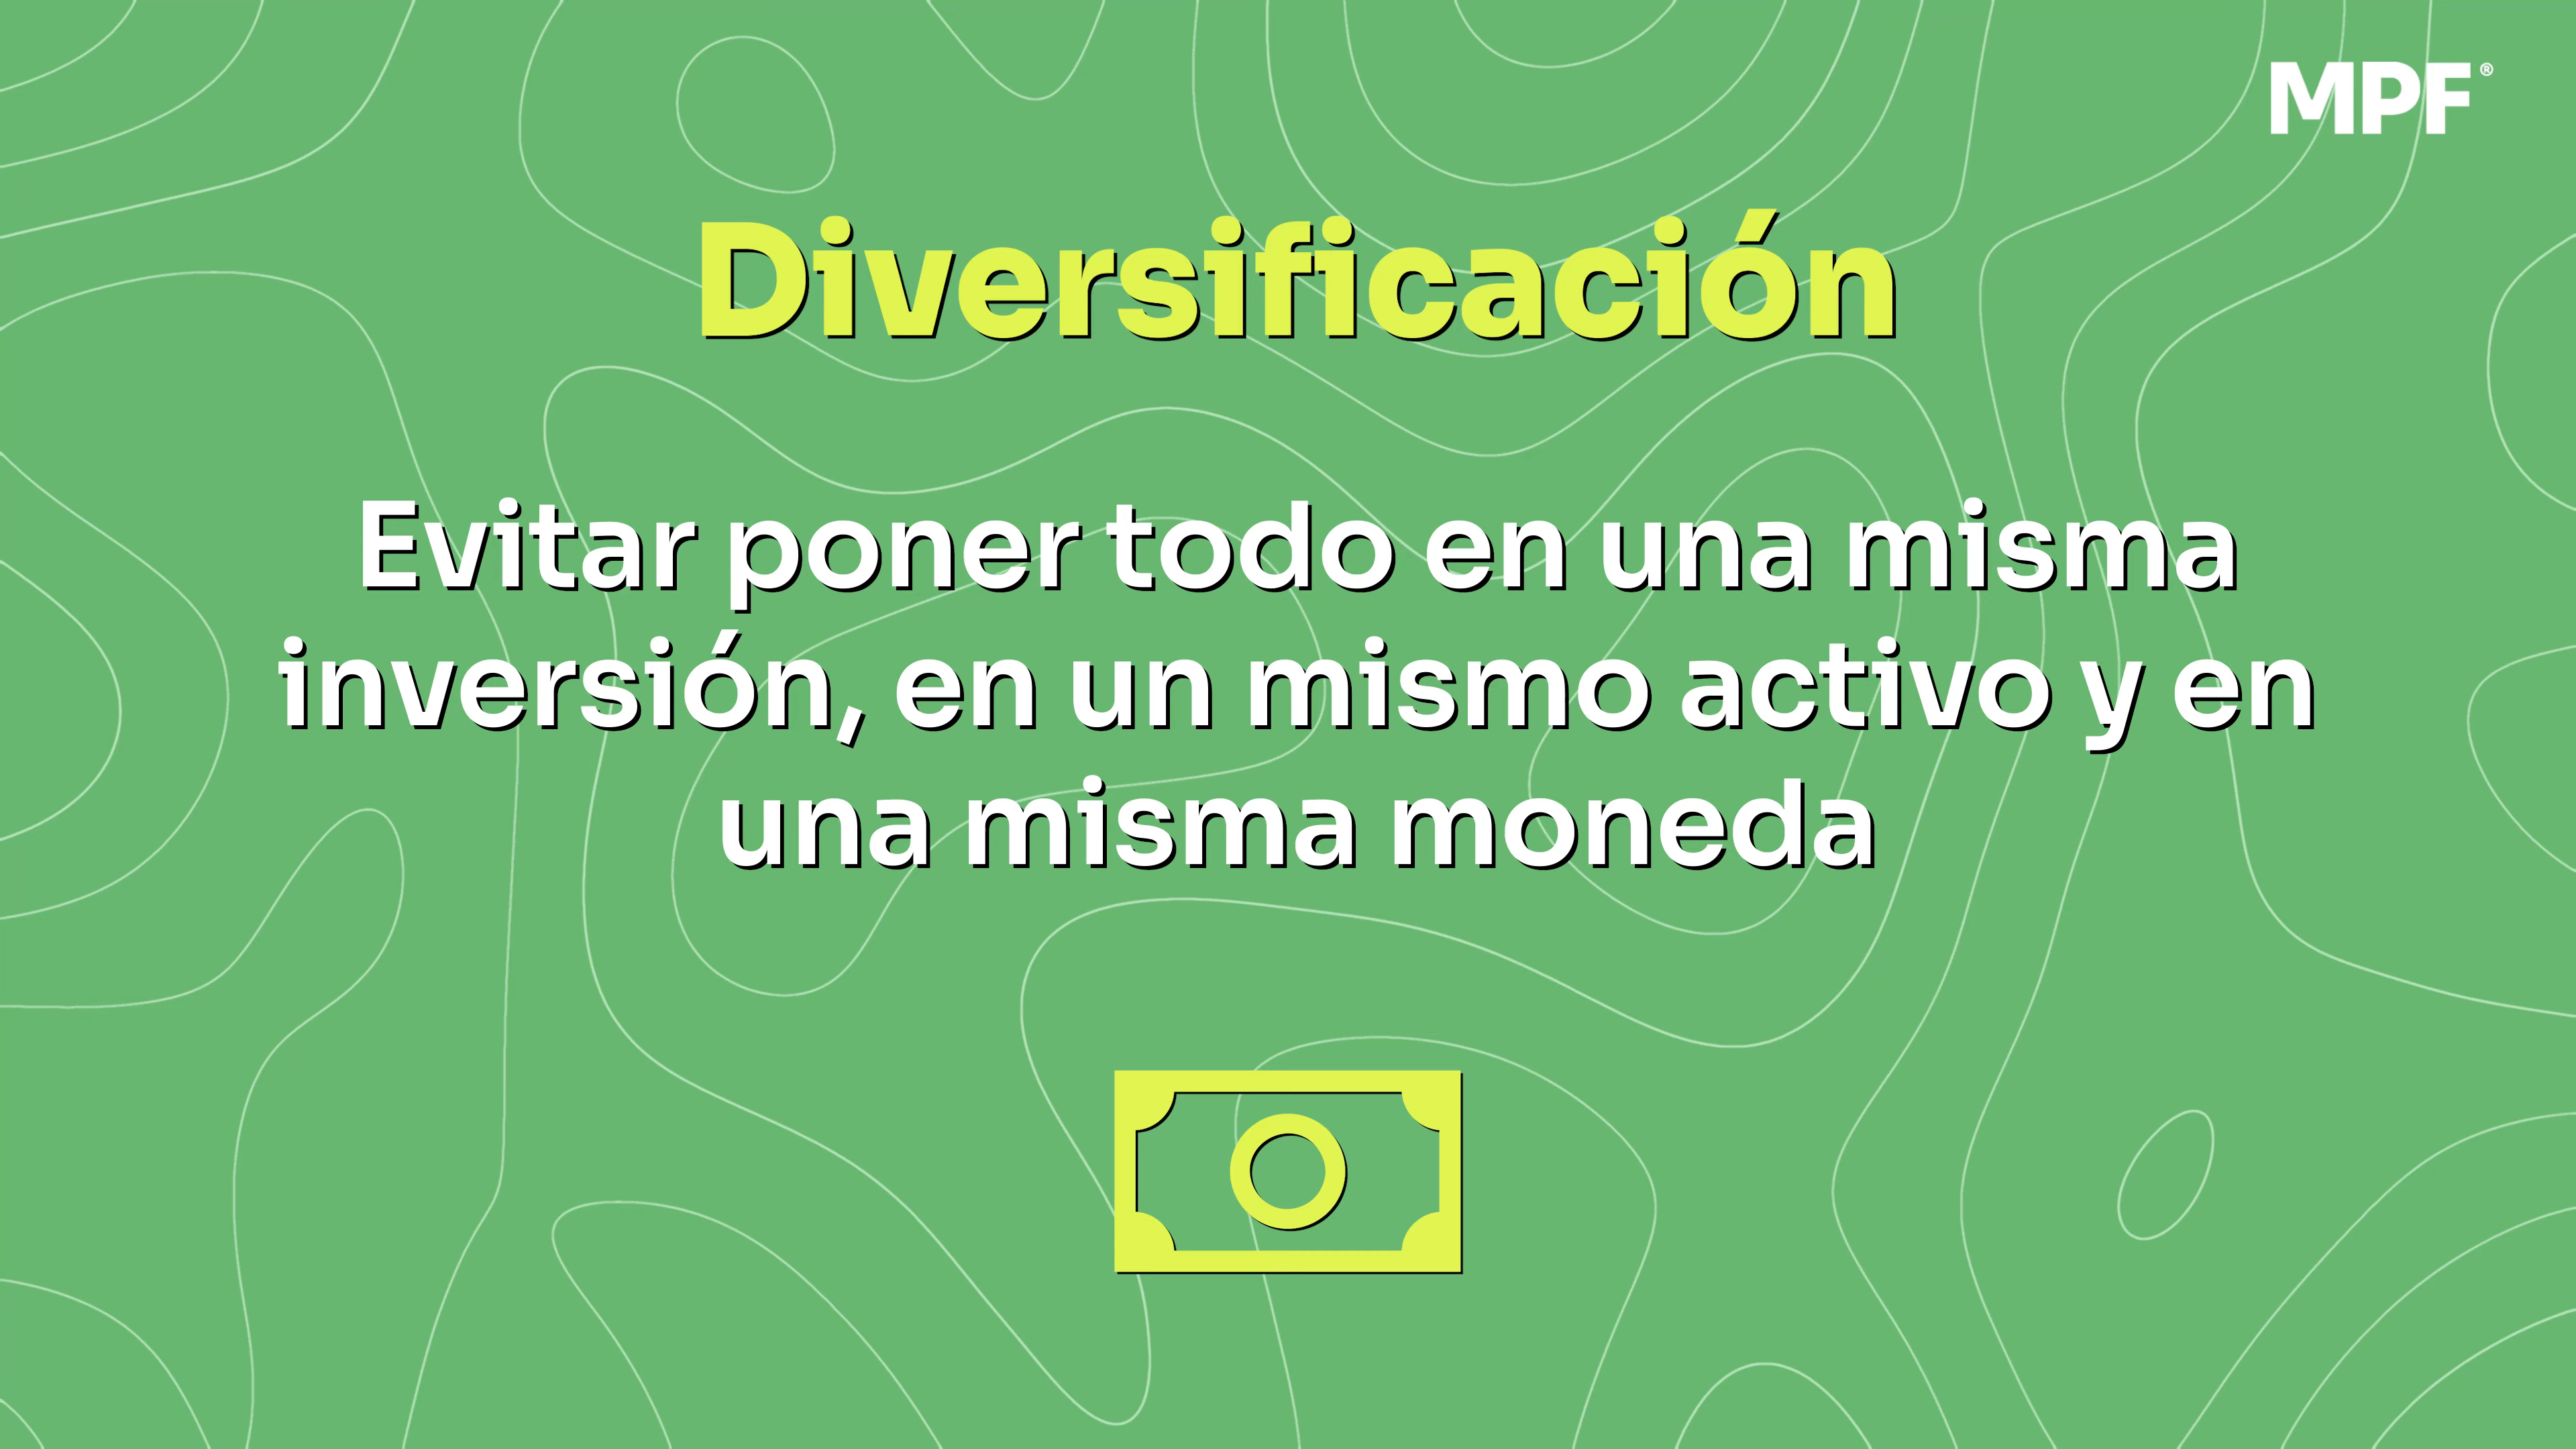 MPF®
Diversificación
Evitar poner todo en una misma
inversión, en un mismo activo y en
una misma moneda